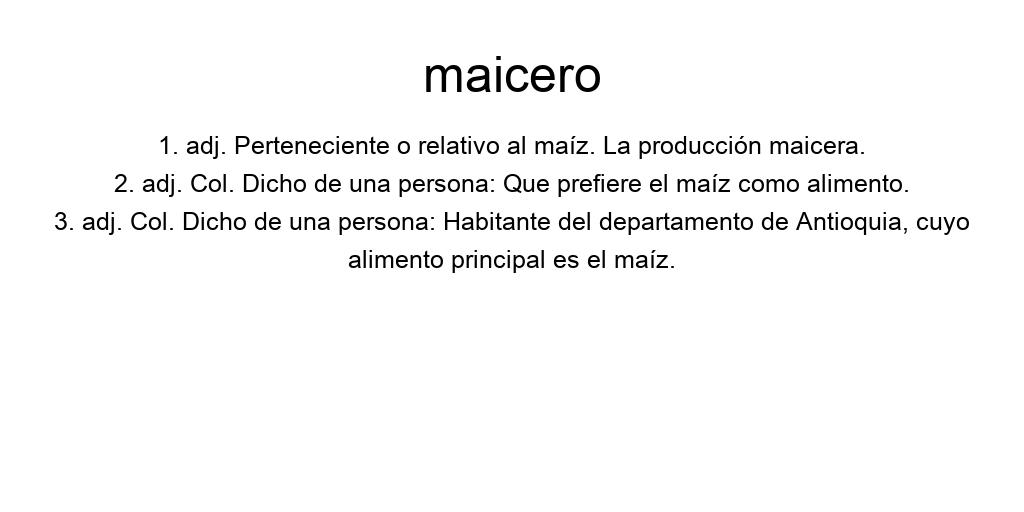 maicero
1. adj. Perteneciente o relativo al maíz. La producción maicera.
2. adj. Col. Dicho de una persona: Que prefiere el maíz como alimento.
3. adj. Col. Dicho de una persona: Habitante del departamento de Antioquia, cuyo
alimento principal es el maíz.